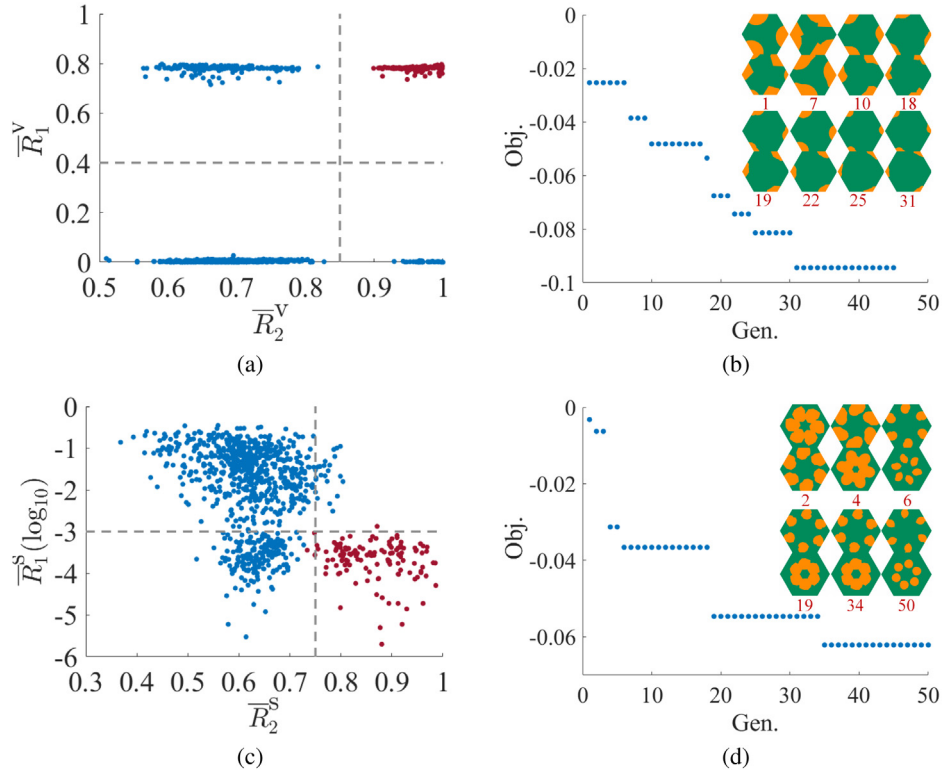 1
0.8
0.6
0.4
0.2
0
0.5 0.6 0.7 0.8 0.9 1
R̅₁ⱽ
R̅₂ⱽ
(a)
0
-0.02
-0.04
-0.06
-0.08
-0.1
0 10 20 30 40 50
Obj.
Gen.
1 7 10 18
19 22 25 31
(b)
0
-1
-2
-3
-4
-5
-6
0.3 0.4 0.5 0.6 0.7 0.8 0.9 1
R̅₁ˢ(log₁₀)
R̅₂ˢ
(c)
0
-0.02
-0.04
-0.06
0 10 20 30 40 50
Obj.
Gen.
2 4 6
19 34 50
(d)